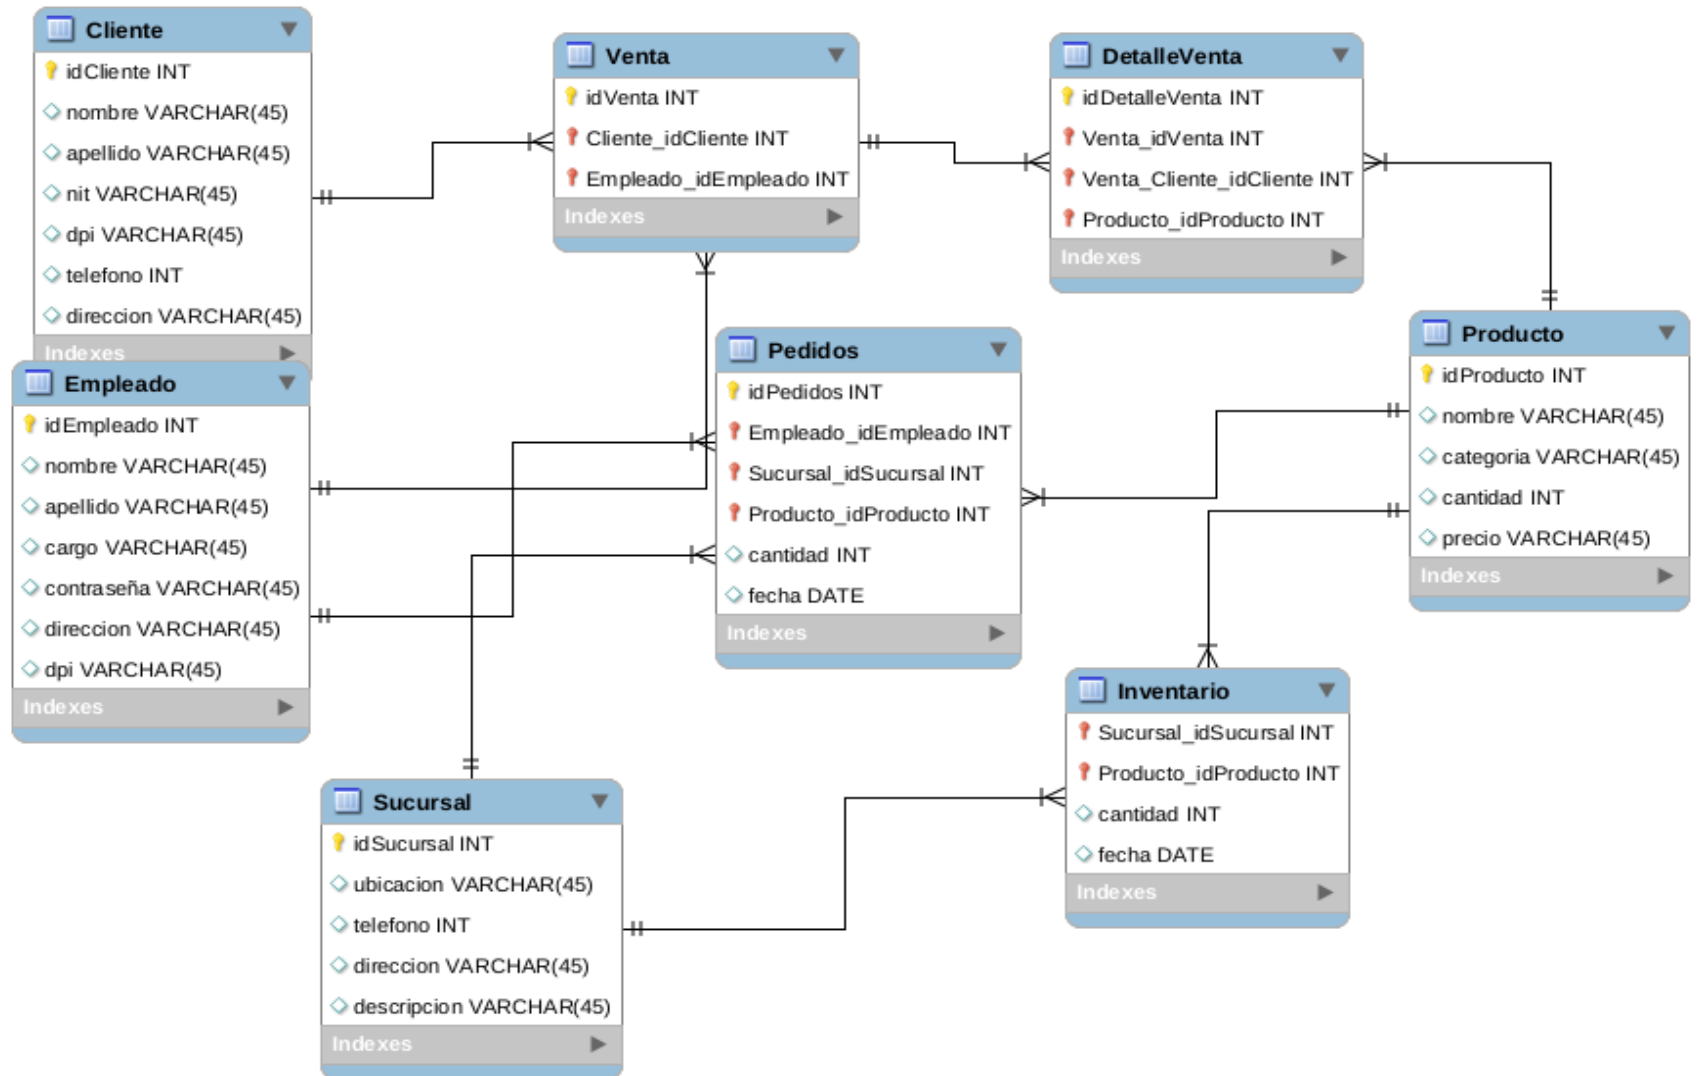 Cliente
idCliente INT
nombre VARCHAR(45)
apellido VARCHAR(45)
nit VARCHAR(45)
dpi VARCHAR(45)
telefono INT
direccion VARCHAR(45)
Indexes
Empleado
idEmpleado INT
nombre VARCHAR(45)
apellido VARCHAR(45)
cargo VARCHAR(45)
contraseña VARCHAR(45)
direccion VARCHAR(45)
dpi VARCHAR(45)
Indexes
Venta
idVenta INT
Cliente_idCliente INT
Empleado_idEmpleado INT
Indexes
DetalleVenta
idDetalleVenta INT
Venta_idVenta INT
Venta_Cliente_idCliente INT
Producto_idProducto INT
Indexes
Pedidos
idPedidos INT
Empleado_idEmpleado INT
Sucursal_idSucursal INT
Producto_idProducto INT
cantidad INT
fecha DATE
Indexes
Producto
idProducto INT
nombre VARCHAR(45)
categoria VARCHAR(45)
cantidad INT
precio VARCHAR(45)
Indexes
Sucursal
idSucursal INT
ubicacion VARCHAR(45)
telefono INT
direccion VARCHAR(45)
descripcion VARCHAR(45)
Indexes
Inventario
Sucursal_idSucursal INT
Producto_idProducto INT
cantidad INT
fecha DATE
Indexes